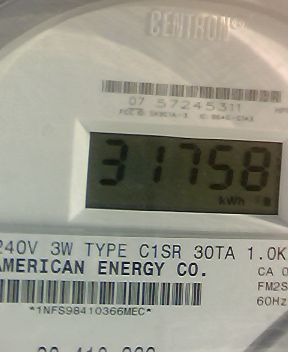 CENTRON®
07 57245311
31758
kWh
240V 3W TYPE C1SR 30TA 1.0K
AMERICAN ENERGY CO.
CA 0
FM2S
60Hz
*1NFS98410366MEC*